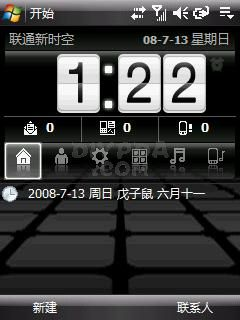 开始
联通新时空 08-7-13 星期日
1:22
0 0 0
2008-7-13 周日 戊子鼠 六月十一
新建 联系人